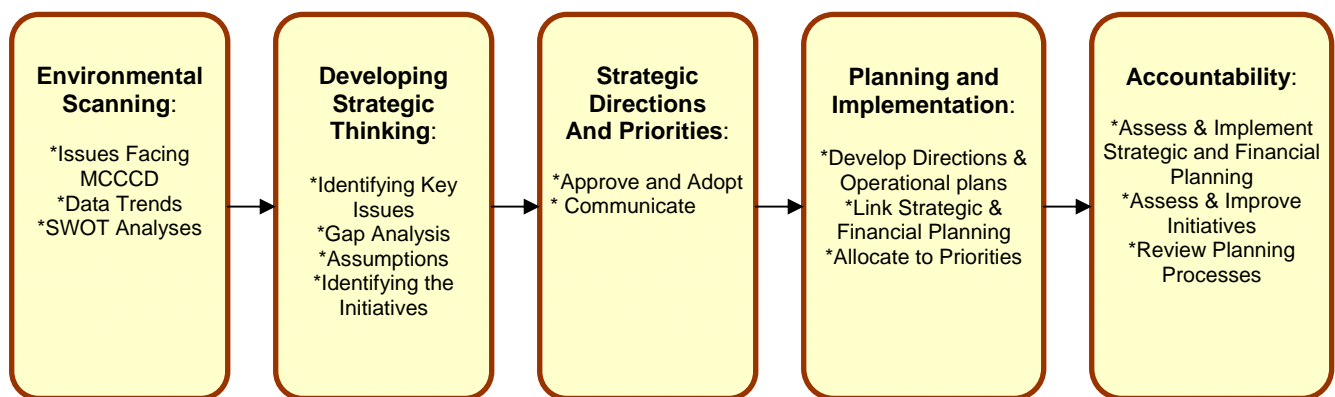 Environmental
Scanning:
*Issues Facing
MCCCD
*Data Trends
*SWOT Analyses
Developing
Strategic
Thinking:
*Identifying Key
Issues
*Gap Analysis
*Assumptions
*Identifying the
Initiatives
Strategic
Directions
And Priorities:
*Approve and Adopt
* Communicate
Planning and
Implementation:
*Develop Directions &
Operational plans
*Link Strategic &
Financial Planning
*Allocate to Priorities
Accountability:
*Assess & Implement
Strategic and Financial
Planning
*Assess & Improve
Initiatives
*Review Planning
Processes